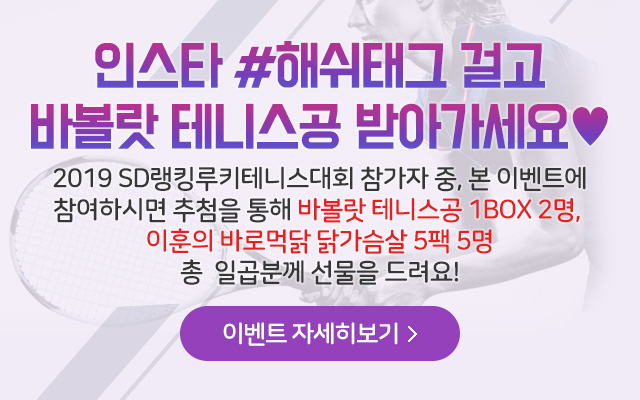 인스타 #해쉬태그 걸고
바볼랏 테니스공 받아가세요♥
2019 SD랭킹루키테니스대회 참가자 중, 본 이벤트에
참여하시면 추첨을 통해 바볼랏 테니스공 1BOX 2명,
이훈의 바로먹닭 닭가슴살 5팩 5명
총 일곱분께 선물을 드려요!
이벤트 자세히보기 >